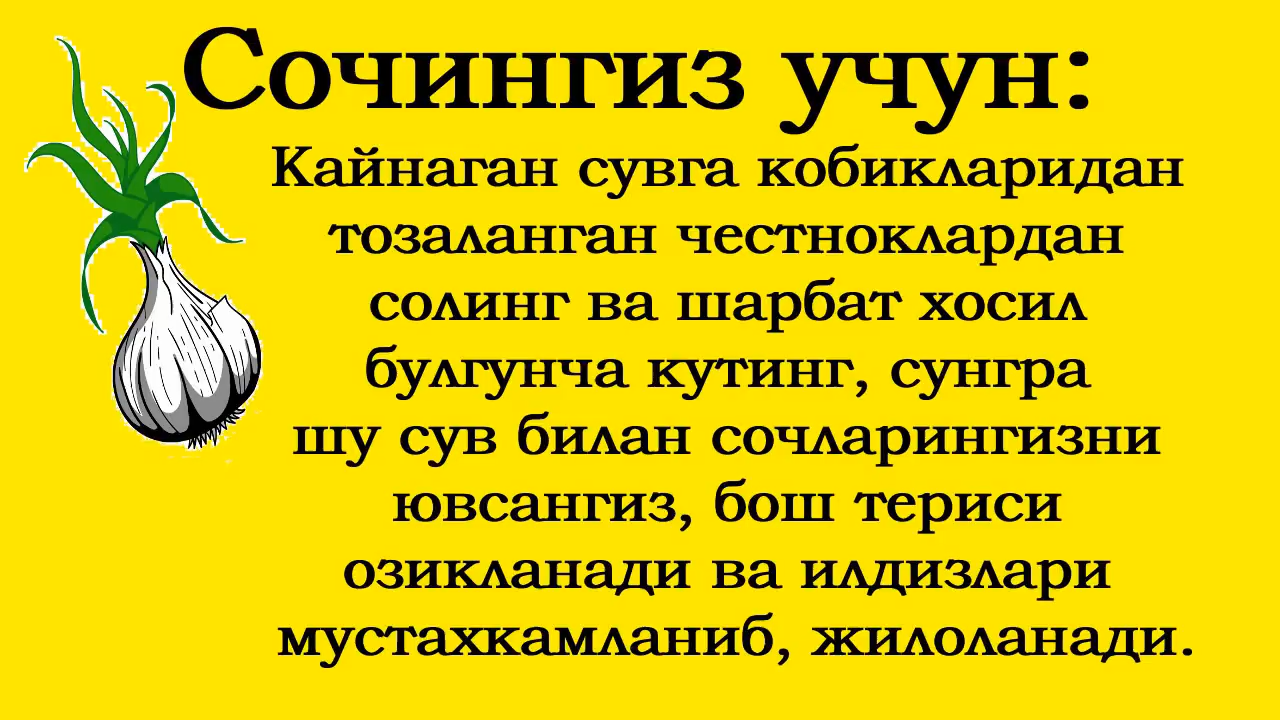 Сочингиз учун:
Кайнаган сувга кобикларидан
тозаланган честноклардан
солинг ва шарбат хосил
булгунча кутинг, сунгра
шу сув билан сочларингизни
ювсангиз, бош териси
озикланади ва илдизлари
мустахкамланиб, жилоланади.